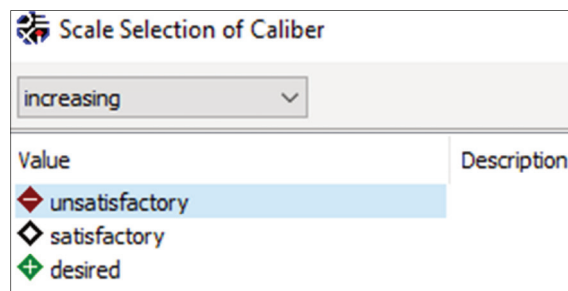 Scale Selection of Caliber
increasing
Value Description
unsatisfactory
satisfactory
desired